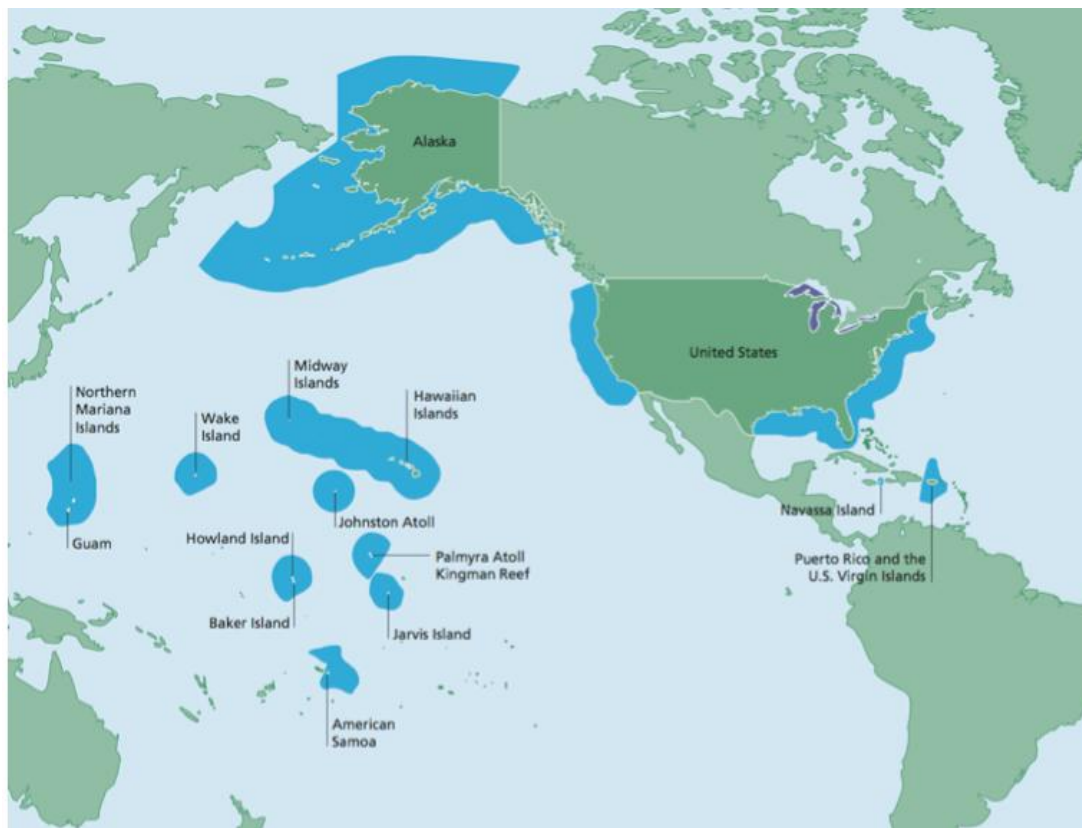 Alaska
United States
Midway
Islands
Hawaiian
Islands
Northern
Mariana
Islands
Wake
Island
Johnston Atoll
Navassa Island
Guam
Howland Island
Palmyra Atoll
Kingman Reef
Puerto Rico and the
U.S. Virgin Islands
Baker Island
Jarvis Island
American
Samoa